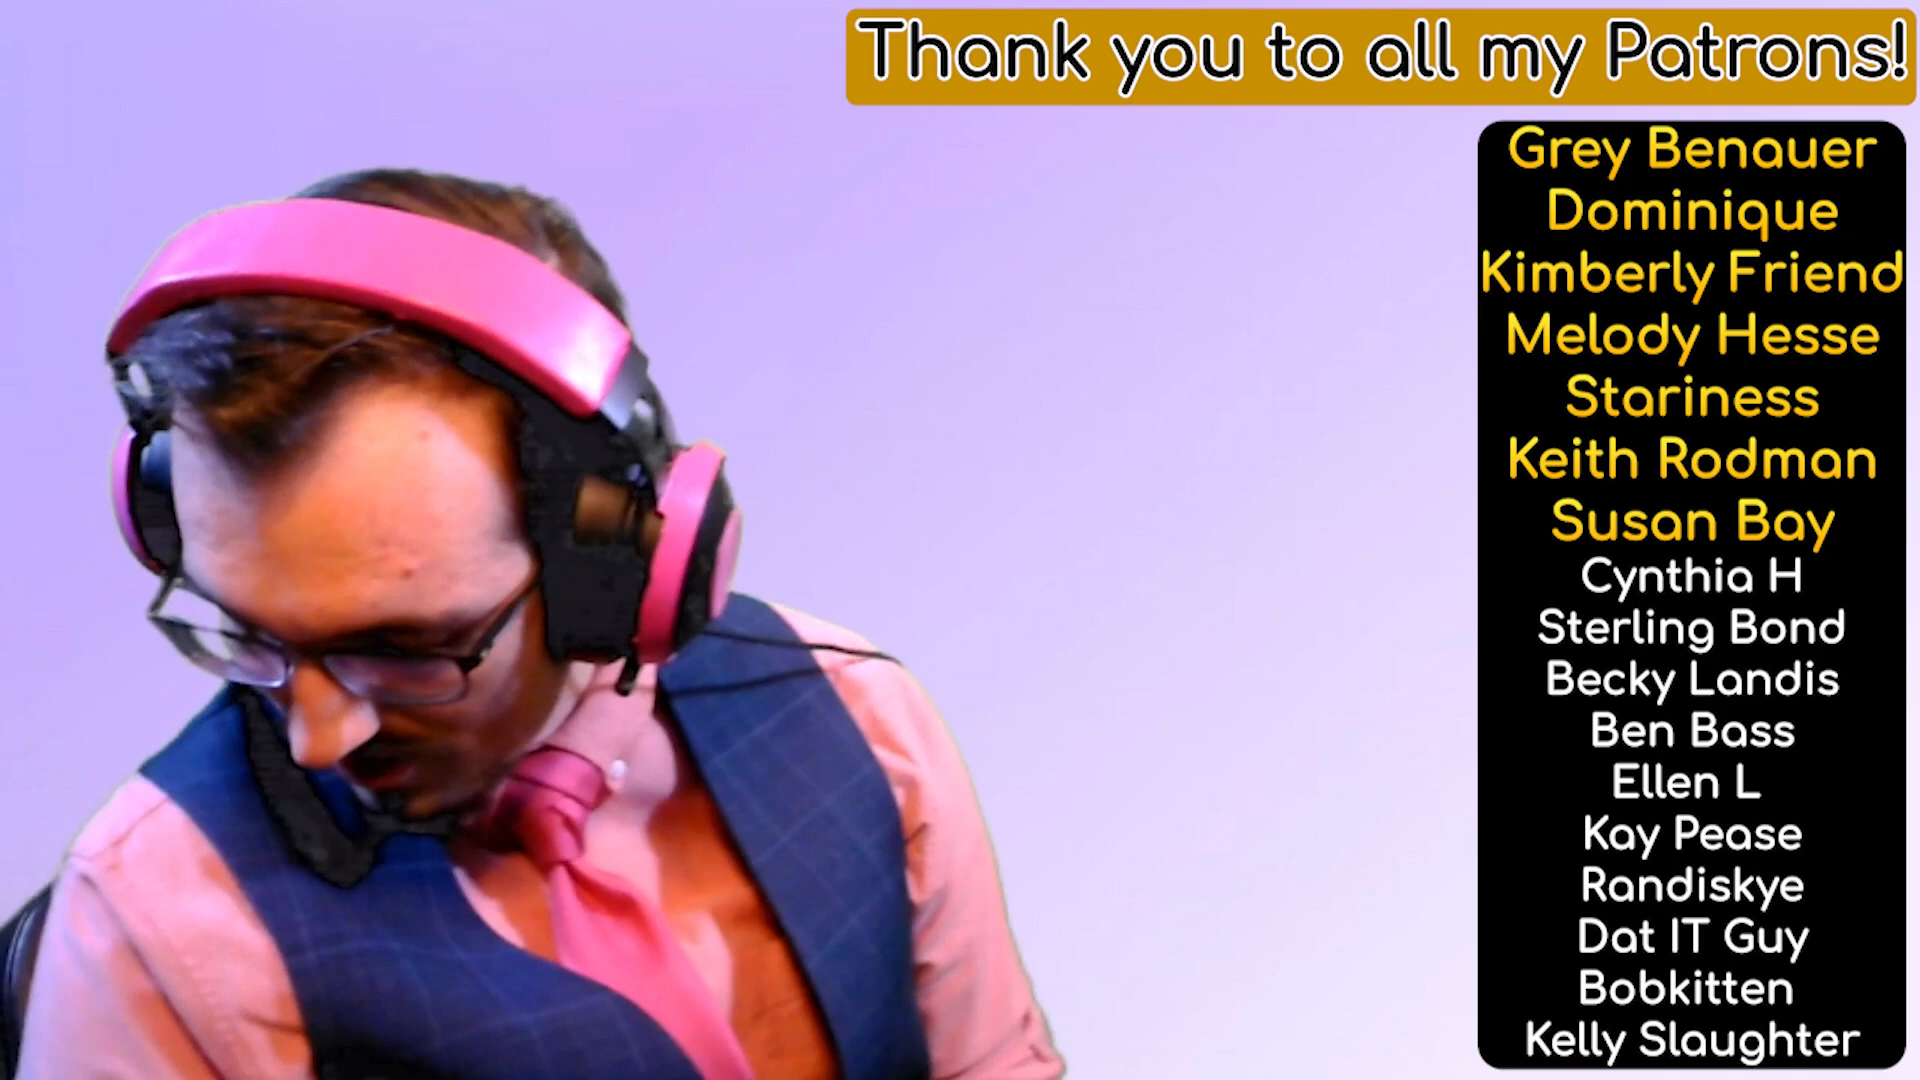 Thank you to all my Patrons!
Grey Benauer
Dominique
Kimberly Friend
Melody Hesse
Stariness
Keith Rodman
Susan Bay
Cynthia H
Sterling Bond
Becky Landis
Ben Bass
Ellen L
Kay Pease
Randiskye
Dat IT Guy
Bobkitten
Kelly Slaughter